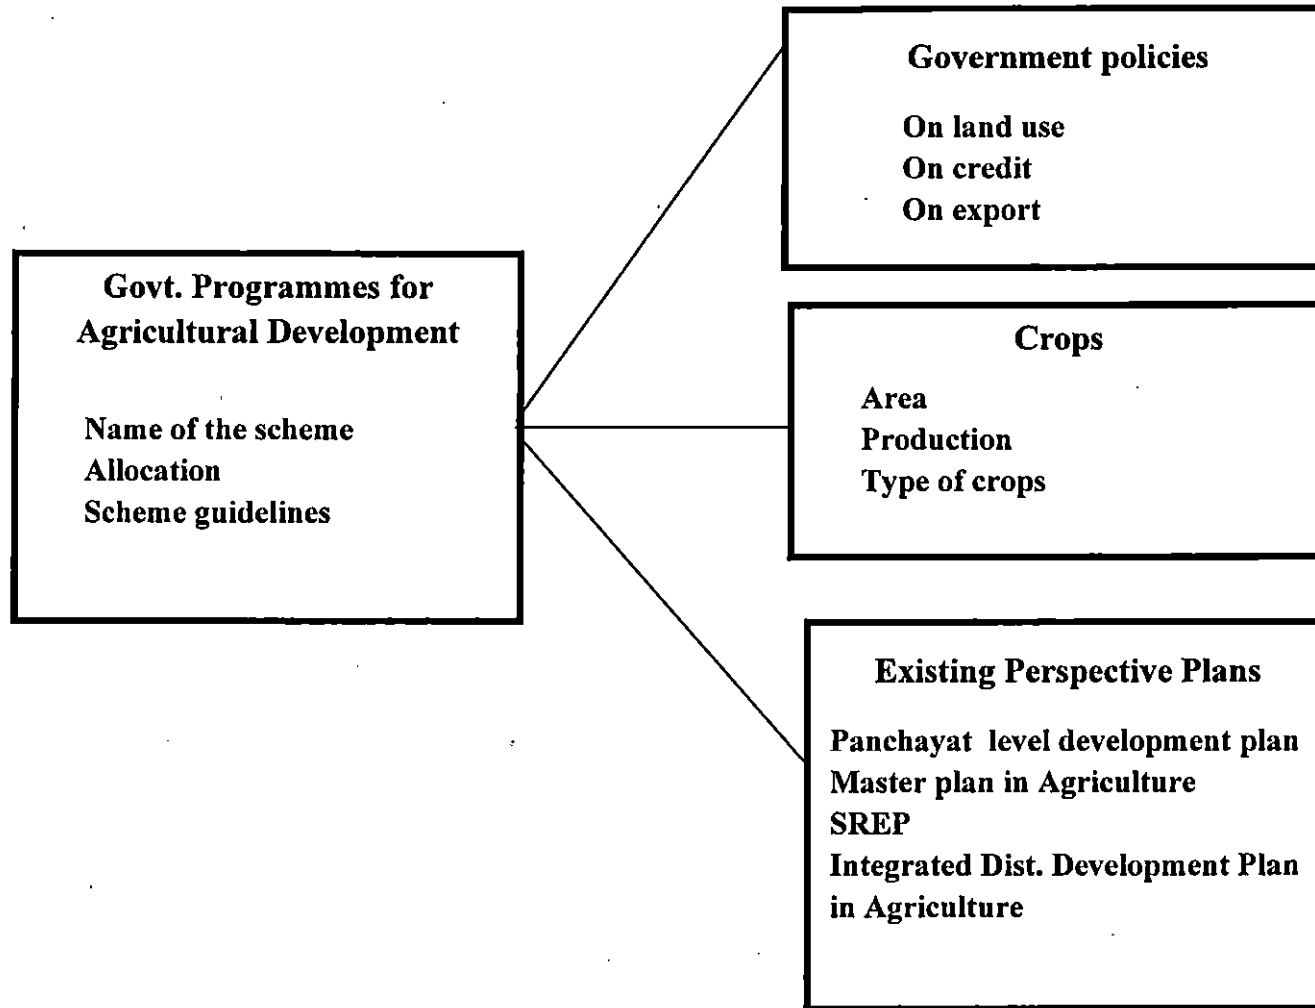 Government policies
On land use
On credit
On export
Govt. Programmes for
Agricultural Development
Name of the scheme
Allocation
Scheme guidelines
Crops
Area
Production
Type of crops
Existing Perspective Plans
Panchayat level development plan
Master plan in Agriculture
SREP
Integrated Dist. Development Plan
in Agriculture